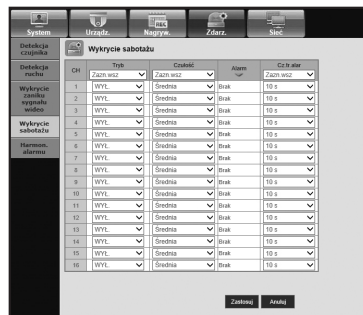 System Urządz. Nagryw. Zdarz. Sieć
REC
Detekcja czujnika
Detekcja ruchu
Wykrycie zaniku sygnału wideo
Wykrycie sabotażu
Harmon. alarmu
Wykrycie sabotażu
CH Tryb Czułość Alarm Cz.tr.alar
Zazn.wsz Zazn.wsz Zazn.wsz
1 WYŁ. Średnia Brak 10 s
2 WYŁ. Średnia Brak 10 s
3 WYŁ. Średnia Brak 10 s
4 WYŁ. Średnia Brak 10 s
5 WYŁ. Średnia Brak 10 s
6 WYŁ. Średnia Brak 10 s
7 WYŁ. Średnia Brak 10 s
8 WYŁ. Średnia Brak 10 s
9 WYŁ. Średnia Brak 10 s
10 WYŁ. Średnia Brak 10 s
11 WYŁ. Średnia Brak 10 s
12 WYŁ. Średnia Brak 10 s
13 WYŁ. Średnia Brak 10 s
14 WYŁ. Średnia Brak 10 s
15 WYŁ. Średnia Brak 10 s
16 WYŁ. Średnia Brak 10 s
Zastosuj Anuluj